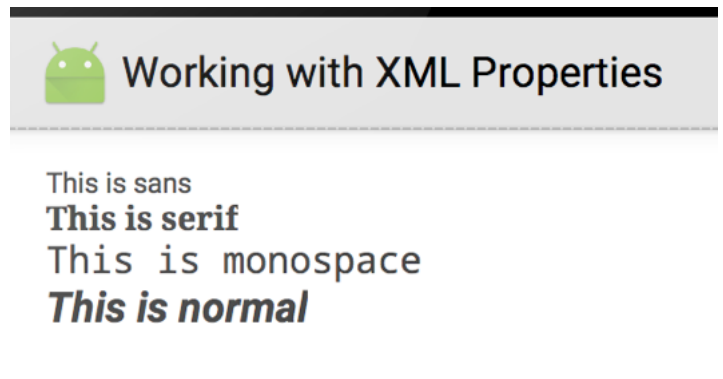 Working with XML Properties
This is sans
This is serif
This is monospace
This is normal